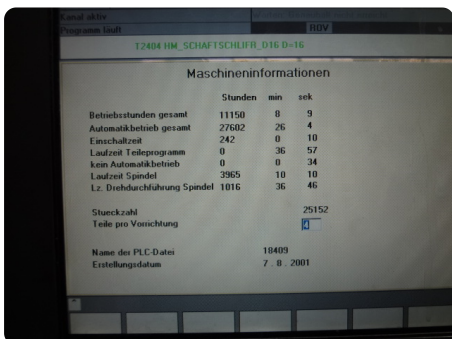 Kanal aktiv
Programm läuft
ROV
T2404 HM_SCHAFTSCHLIFR_D16 D=16
Maschineninformationen
Stunden min sek
Betriebsstunden gesamt 11150 8 9
Automatikbetrieb gesamt 27602 26 4
Einschaltzeit 242 0 10
Laufzeit Teileprogramm 0 36 57
kein Automatikbetrieb 0 0 34
Laufzeit Spindel 3965 10 10
Lz. Drehdurchführung Spindel 1016 36 46
Stueckzahl 25152
Teile pro Vorrichtung 4
Name der PLC-Datei 18409
Erstellungsdatum 7 . 8 . 2001